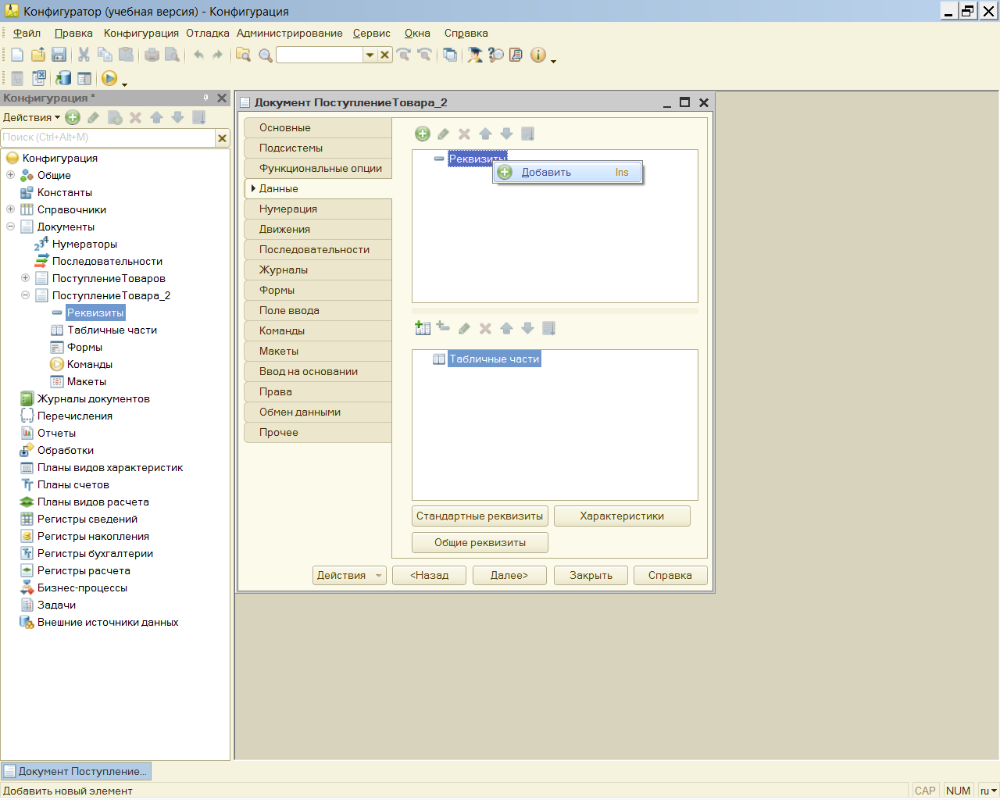 Конфигуратор (учебная версия) - Конфигурация
Файл Правка Конфигурация Отладка Администрирование Сервис Окна Справка
Конфигурация *
Действия
Поиск (Ctrl+Alt+M)
Конфигурация
Общие
Константы
Справочники
Документы
Нумераторы
Последовательности
ПоступлениеТоваров
ПоступлениеТовара_2
Реквизиты
Табличные части
Формы
Команды
Макеты
Журналы документов
Перечисления
Отчеты
Обработки
Планы видов характеристик
Планы счетов
Планы видов расчета
Регистры сведений
Регистры накопления
Регистры бухгалтерии
Регистры расчета
Бизнес-процессы
Задачи
Внешние источники данных
Документ ПоступлениеТовара_2
Основные
Подсистемы
Функциональные опции
Данные
Нумерация
Движения
Последовательности
Журналы
Формы
Поле ввода
Команды
Макеты
Ввод на основании
Права
Обмен данными
Прочее
Реквизиты
Добавить Ins
Табличные части
Стандартные реквизиты Характеристики
Общие реквизиты
Действия <Назад Далее> Закрыть Справка
Документ Поступление...
Добавить новый элемент CAP NUM ru